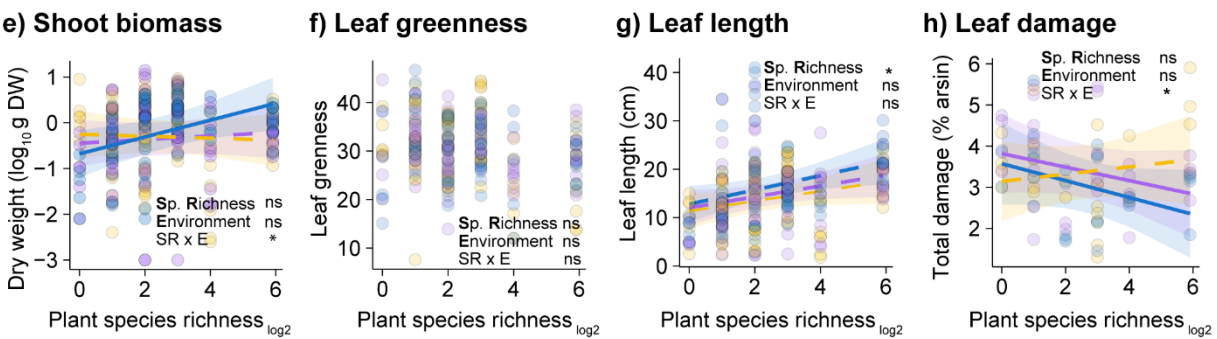 e) Shoot biomass
Dry weight (log10 g DW)
1
0
−1
−2
−3
Sp. Richness ns
Environment ns
SR x E *
0 2 4 6
Plant species richness log2
f) Leaf greenness
Leaf grenness
40
30
20
10
Sp. Richness ns
Environment ns
SR x E ns
0 2 4 6
Plant species richness log2
g) Leaf length
Leaf length (cm)
40
30
20
10
0
Sp. Richness *
Environment ns
SR x E ns
0 2 4 6
Plant species richness log2
h) Leaf damage
Total damage (% arsin)
6
5
4
3
2
Sp. Richness ns
Environment ns
SR x E *
0 2 4 6
Plant species richness log2